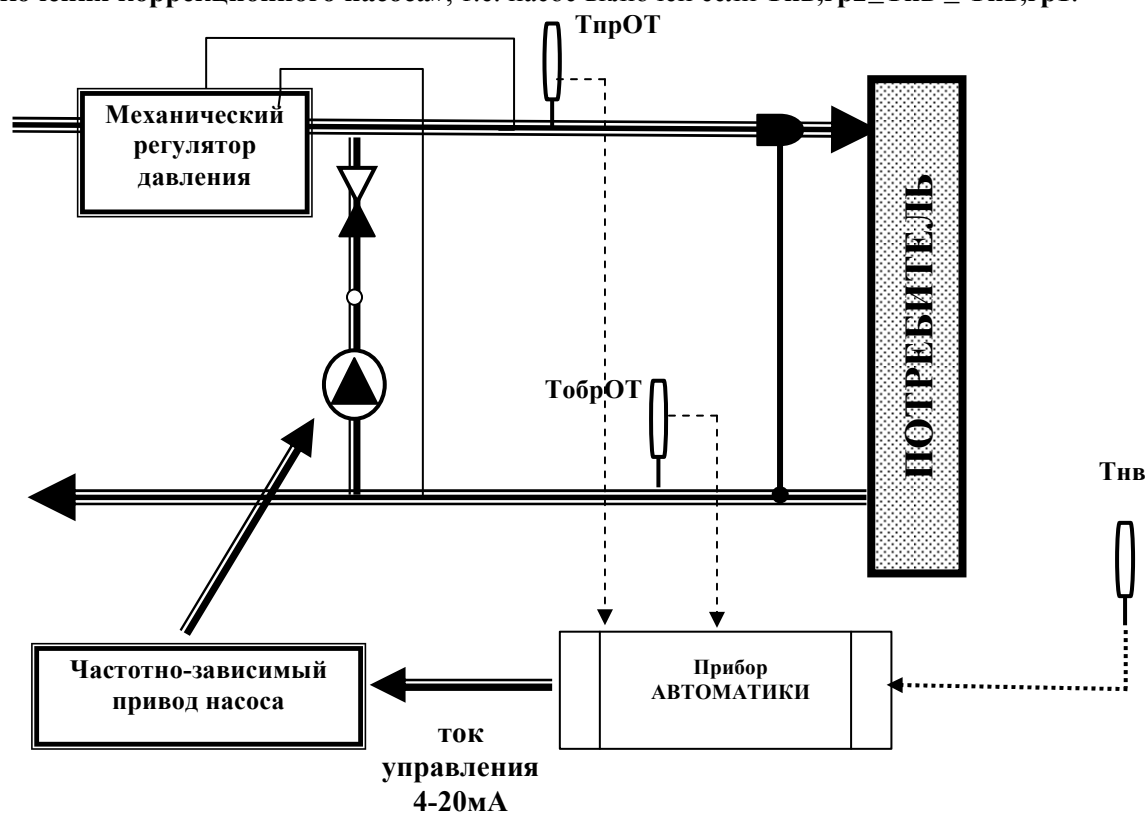 ТпрОТ
Механический
регулятор
давления
ПОТРЕБИТЕЛЬ
ТобрОТ
Тнв
Частотно-зависимый
привод насоса
Прибор
АВТОМАТИКИ
ток
управления
4-20мА